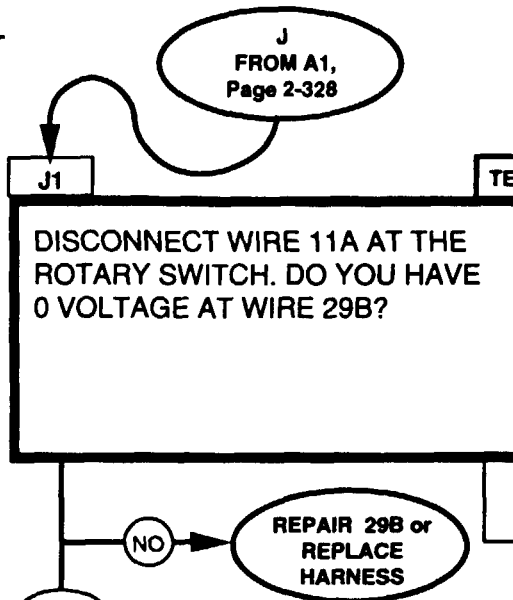 J
FROM A1,
Page 2-328
J1
TE
DISCONNECT WIRE 11A AT THE
ROTARY SWITCH. DO YOU HAVE
0 VOLTAGE AT WIRE 29B?
NO
REPAIR 29B or
REPLACE
HARNESS